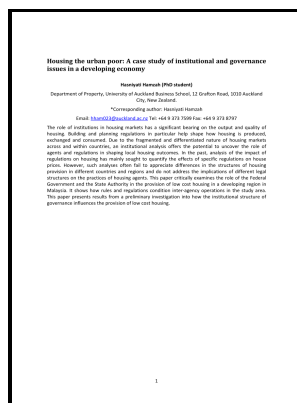 Housing the urban poor: A case study of institutional and governance
issues in a developing economy
Hasniyati Hamzah (PhD student)
Department of Property, University of Auckland Business School, 12 Grafton Road, 1010 Auckland
City, New Zealand.
*Corresponding author: Hasniyati Hamzah
Email: hham023@auckland.ac.nz Tel: +64 9 373 7599 Fax: +64 9 373 8797
The role of institutions in housing markets has a significant bearing on the output and quality of
housing. Building and planning regulations in particular help shape how housing is produced,
exchanged and consumed. Due to the fragmented and differentiated nature of housing markets
across and within countries, an institutional analysis offers the potential to uncover the role of
agents and regulations in shaping local housing outcomes. In the past, analysis of the impact of
regulations on housing has mainly sought to quantify the effects of specific regulations on house
prices. However, such analyses often fail to appreciate differences in the structures of housing
provision in different countries and regions and do not address the implications of different legal
structures on the practices of housing agents. This paper critically examines the role of the Federal
Government and the State Authority in the provision of low cost housing in a developing region in
Malaysia. It shows how rules and regulations condition inter-agency operations in the study area.
This paper presents results from a preliminary investigation into how the institutional structure of
governance influences the provision of low cost housing.
1